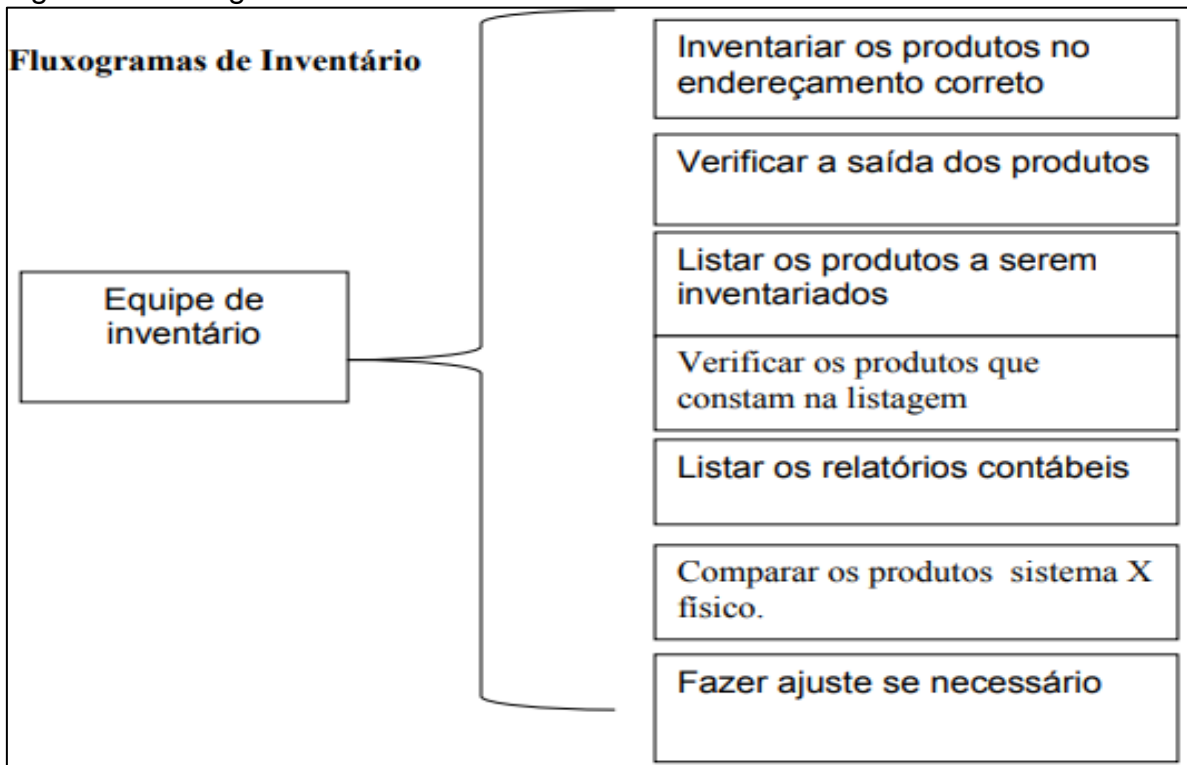 Fluxogramas de Inventário
Equipe de
inventário
Inventariar os produtos no
endereçamento correto
Verificar a saída dos produtos
Listar os produtos a serem
inventariados
Verificar os produtos que
constam na listagem
Listar os relatórios contábeis
Comparar os produtos sistema X
físico.
Fazer ajuste se necessário